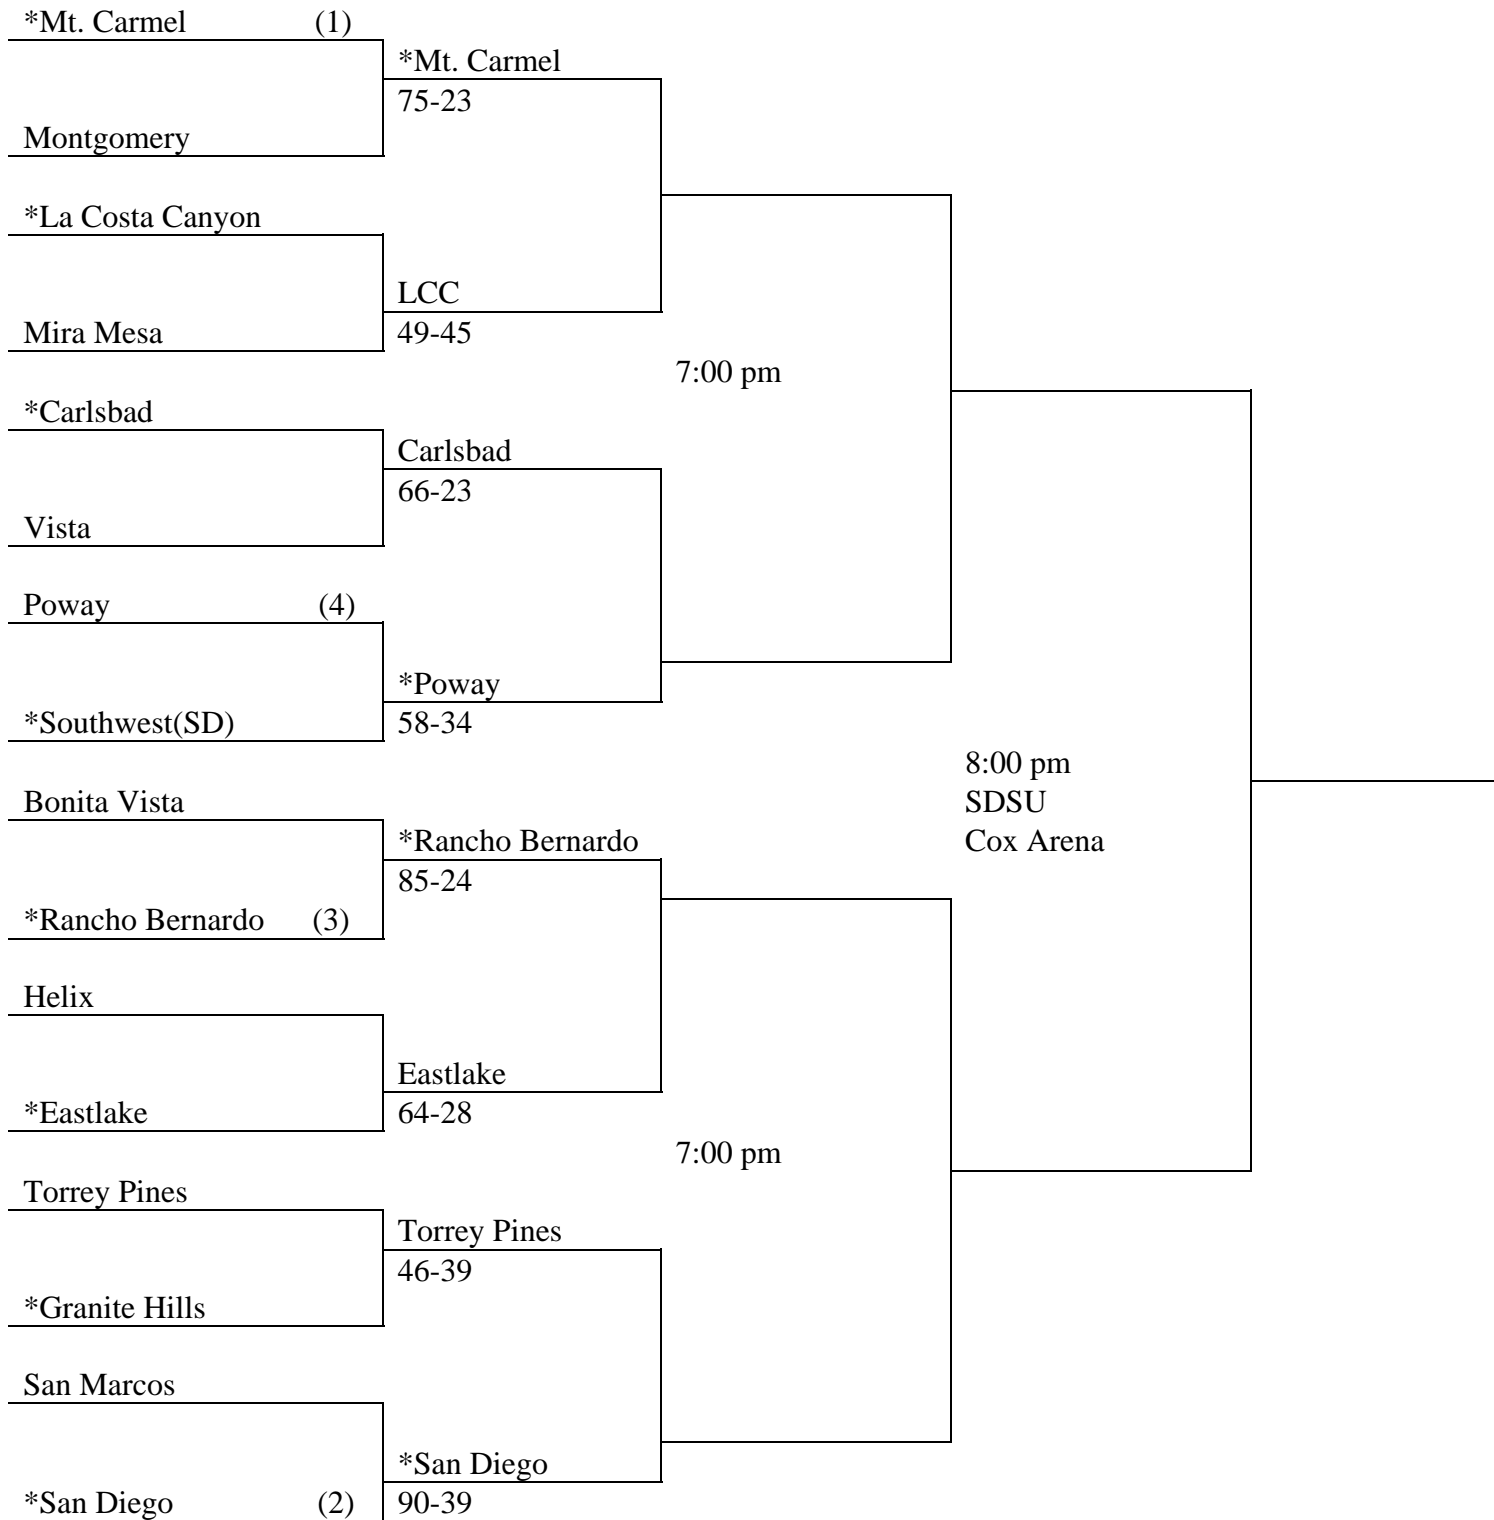 *Mt. Carmel (1)
*Mt. Carmel
75-23
Montgomery
*La Costa Canyon
LCC
49-45
Mira Mesa
7:00 pm
*Carlsbad
Carlsbad
66-23
Vista
Poway (4)
*Poway
58-34
*Southwest(SD)
8:00 pm
SDSU
Cox Arena
Bonita Vista
*Rancho Bernardo
85-24
*Rancho Bernardo (3)
Helix
Eastlake
64-28
*Eastlake
7:00 pm
Torrey Pines
Torrey Pines
46-39
*Granite Hills
San Marcos
*San Diego
90-39
*San Diego (2)